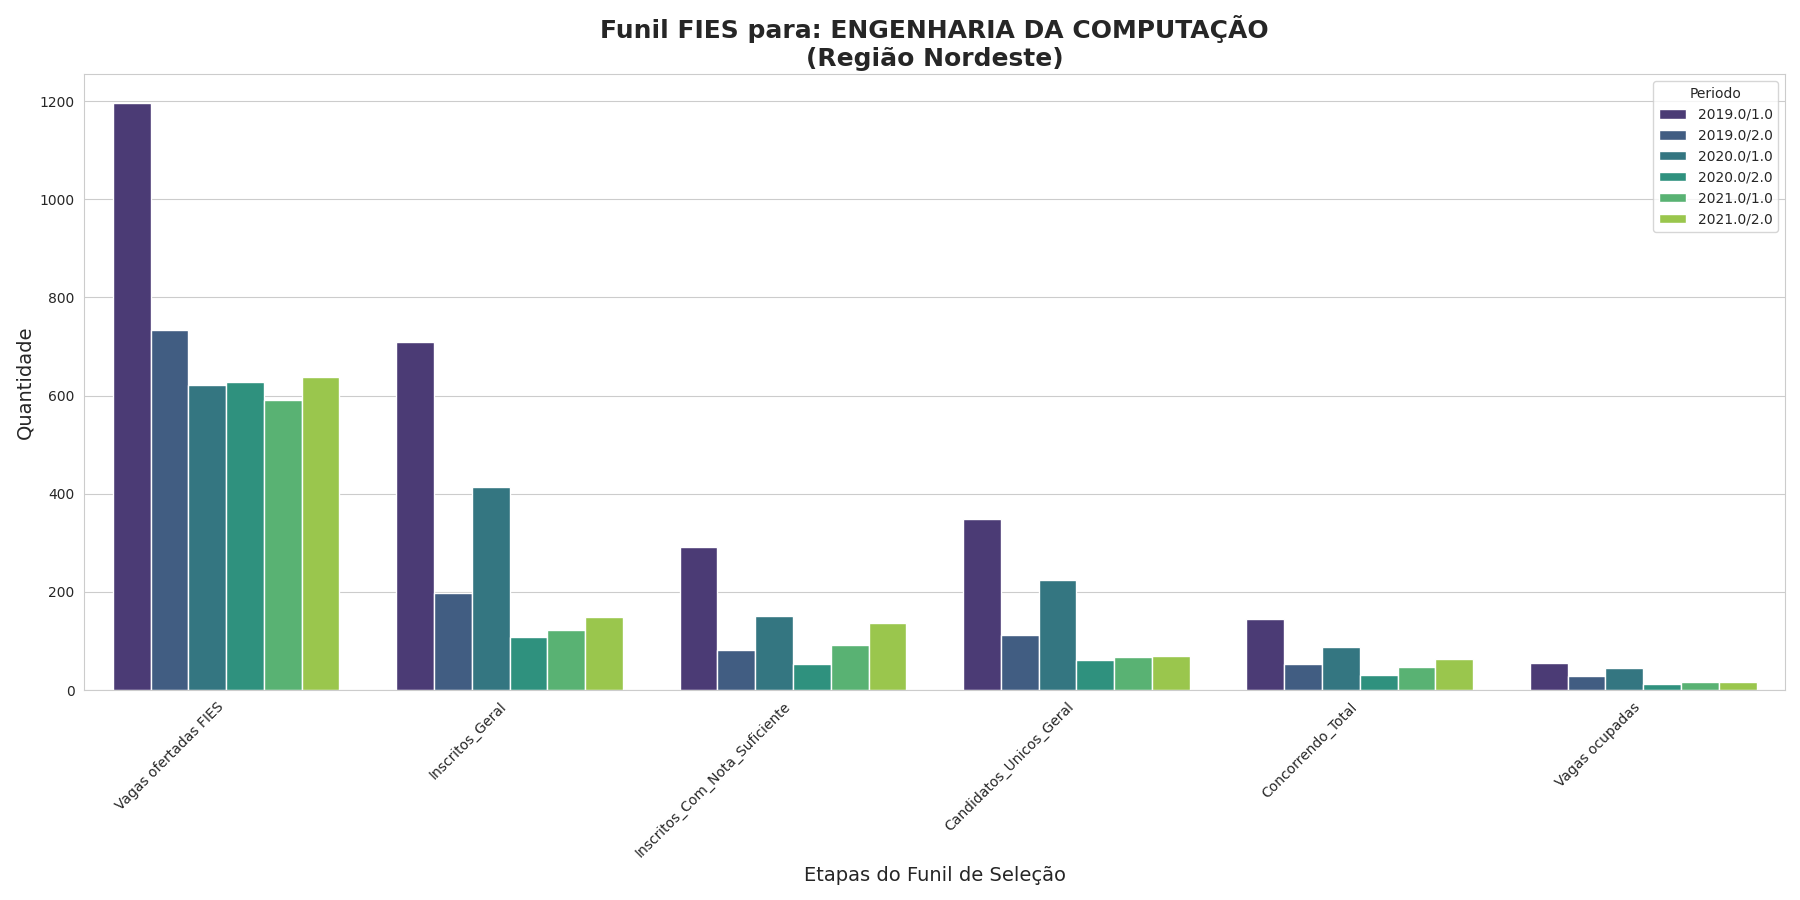 Funil FIES para: ENGENHARIA DA COMPUTAÇÃO
(Região Nordeste)
Quantidade
1200
1000
800
600
400
200
0
Periodo
2019.0/1.0
2019.0/2.0
2020.0/1.0
2020.0/2.0
2021.0/1.0
2021.0/2.0
Vagas ofertadas FIES
Inscritos_Geral
Inscritos_Com_Nota_Suficiente
Candidatos_Unicos_Geral
Concorrendo_Total
Vagas ocupadas
Etapas do Funil de Seleção